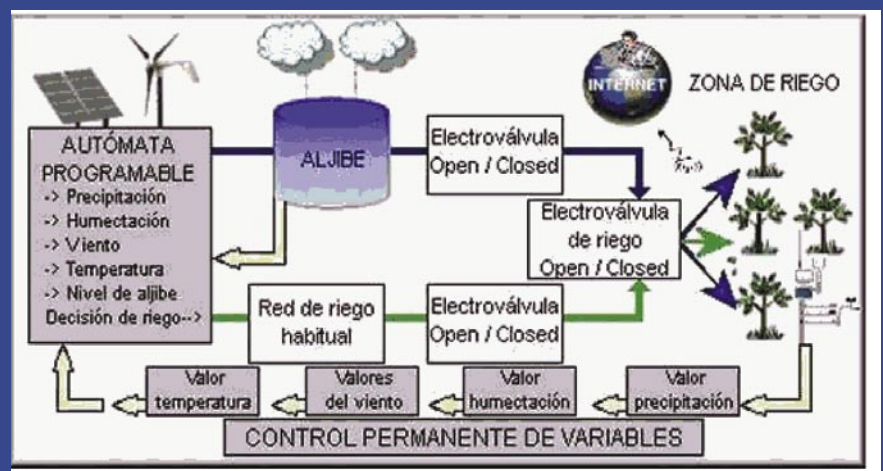 INTERNET
ZONA DE RIEGO
AUTÓMATA
PROGRAMABLE
-> Precipitación
-> Humectación
-> Viento
-> Temperatura
-> Nivel de aljibe
Decisión de riego-->
ALJIBE
Electroválvula
Open / Closed
Electroválvula
de riego
Open / Closed
Red de riego
habitual
Electroválvula
Open / Closed
Valor
temperatura
Valores
del viento
Valor
humectación
Valor
precipitación
CONTROL PERMANENTE DE VARIABLES